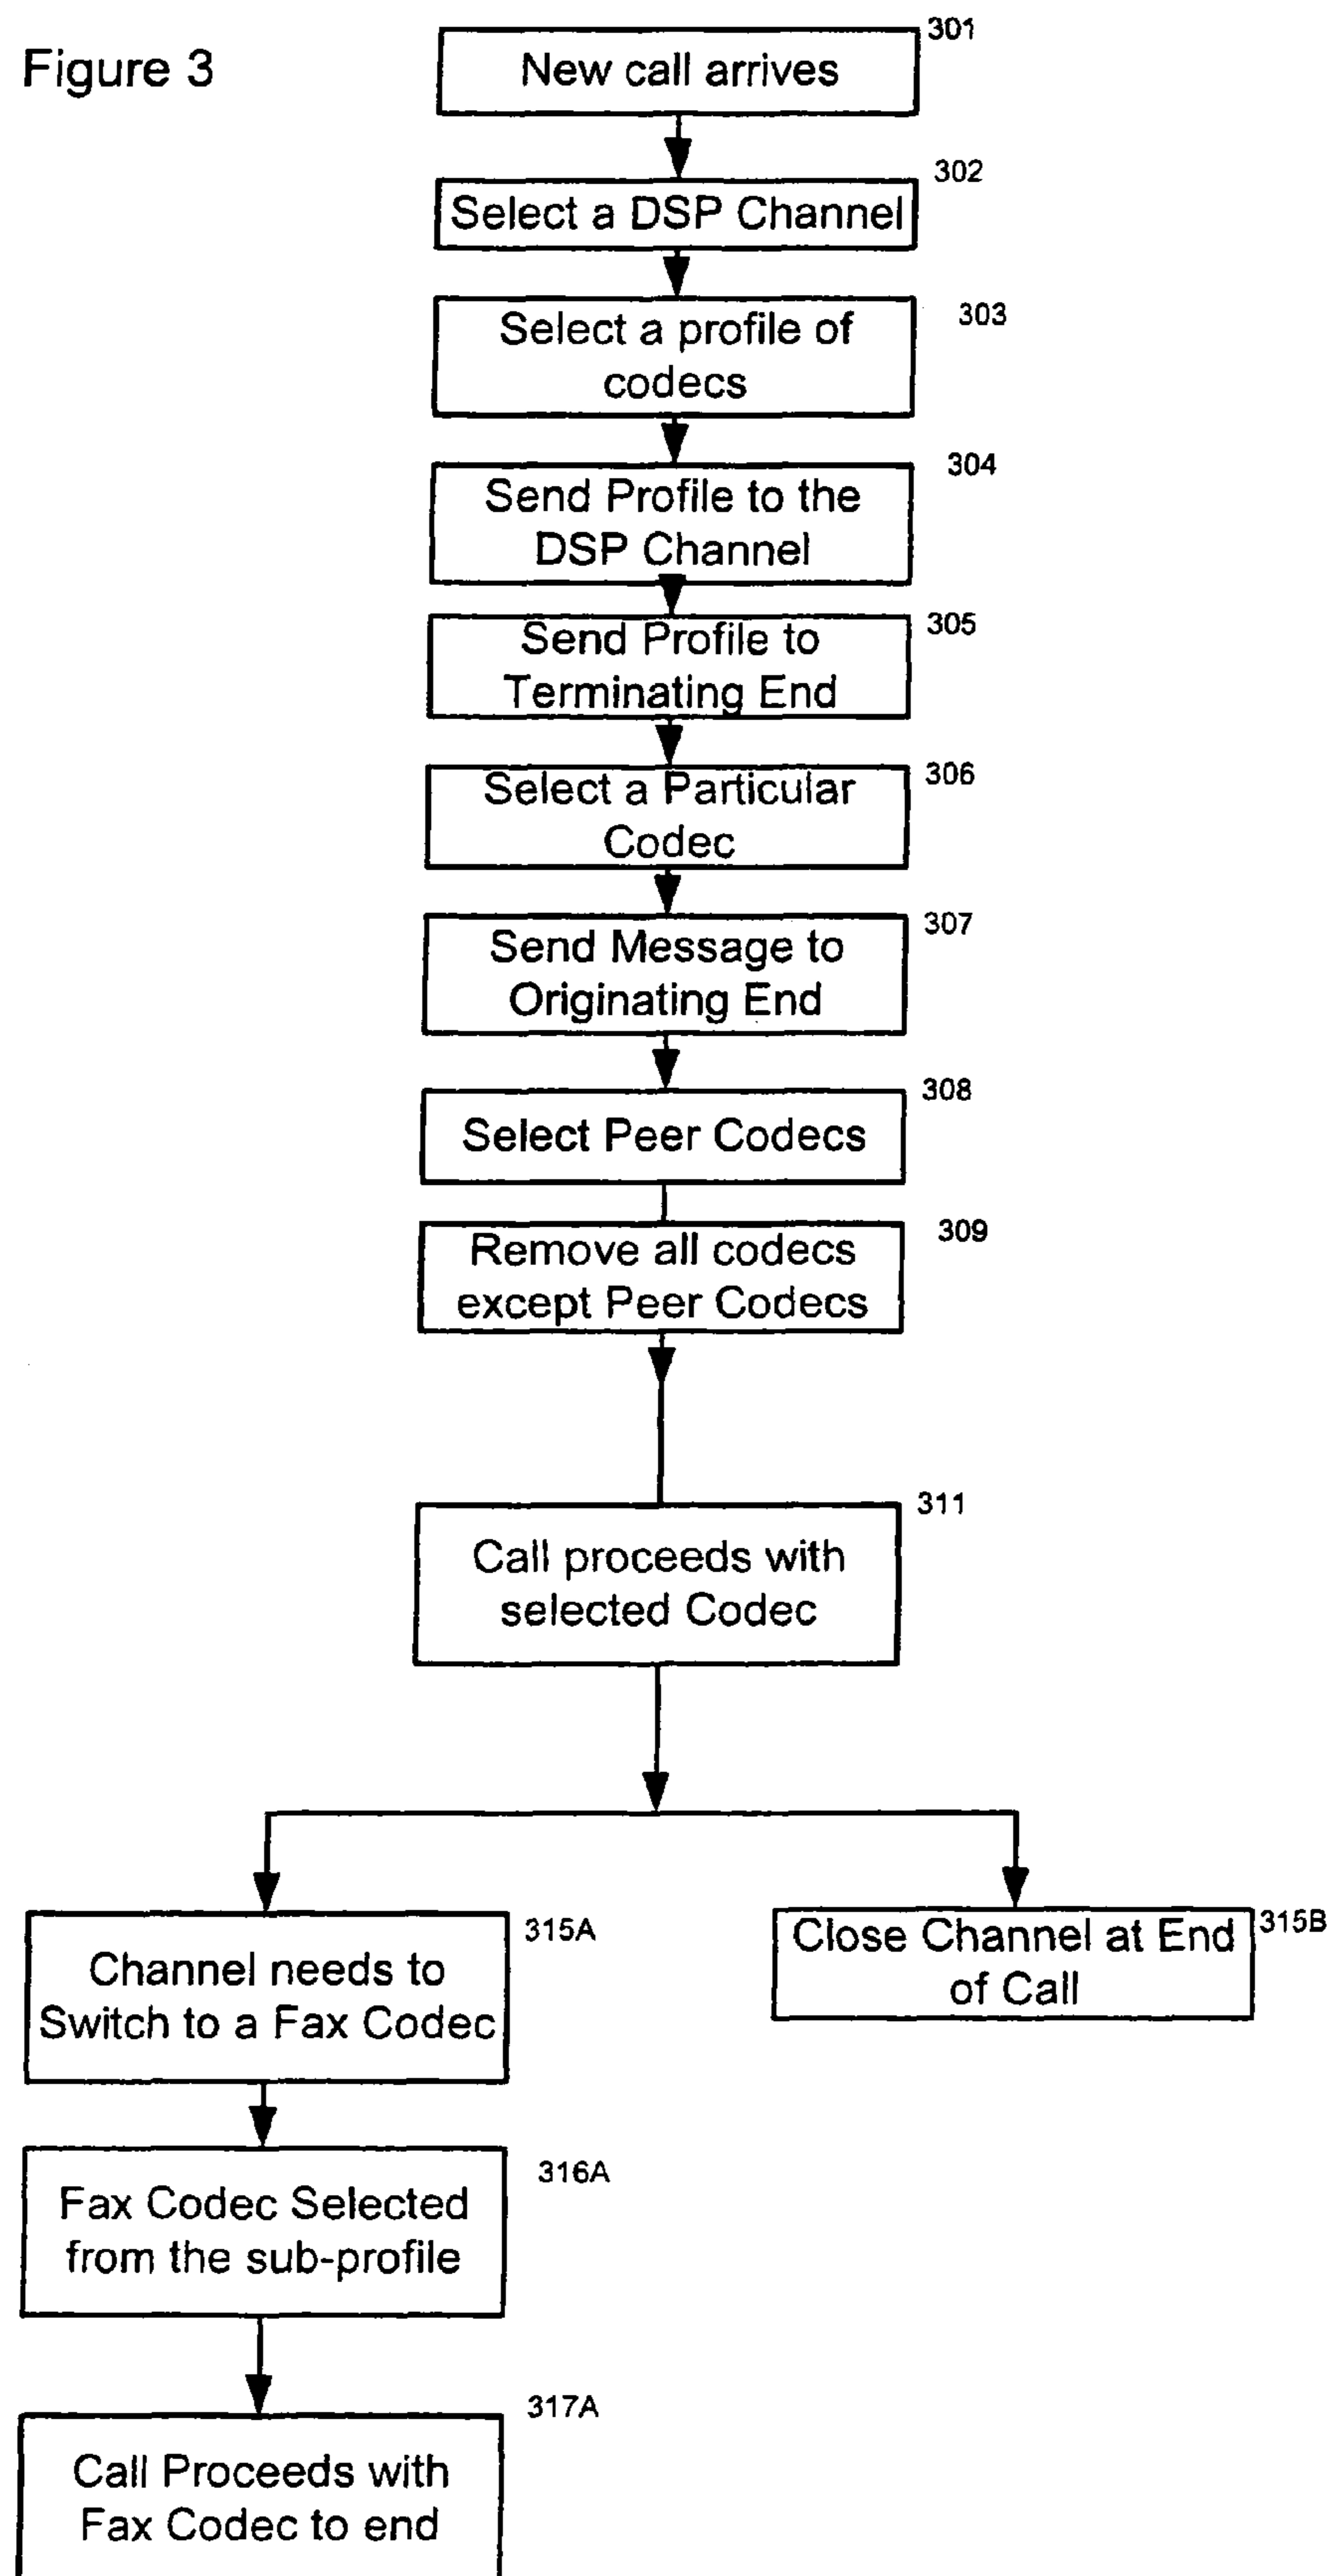 Figure 3
301
New call arrives
302
Select a DSP Channel
303
Select a profile of
codecs
304
Send Profile to the
DSP Channel
305
Send Profile to
Terminating End
306
Select a Particular
Codec
307
Send Message to
Originating End
308
Select Peer Codecs
309
Remove all codecs
except Peer Codecs
311
Call proceeds with
selected Codec
315A
Channel needs to
Switch to a Fax Codec
315B
Close Channel at End
of Call
316A
Fax Codec Selected
from the sub-profile
317A
Call Proceeds with
Fax Codec to end